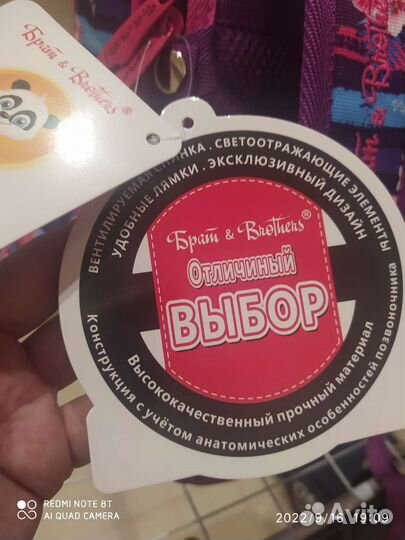 Брат & Brothers®
ВЕНТИЛИРУЕМАЯ СПИНКА . СВЕТООТРАЖАЮЩИЕ ЭЛЕМЕНТЫ
УДОБНЫЕ ЛЯМКИ . ЭКСКЛЮЗИВНЫЙ ДИЗАЙН
Брат & Brothers®
Отличный
ВЫБОР
Высококачественный прочный материал
Конструкция с учётом анатомических особенностей позвоночника
REDMI NOTE 8T
AI QUAD CAMERA
2022/9/16 19:09
Avito